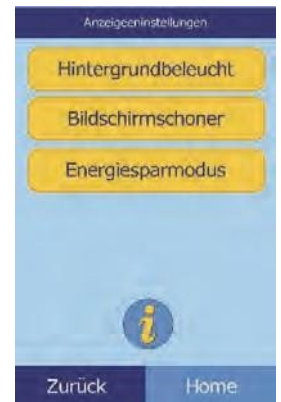 Anzeigeeinstellungen
Hintergrundbeleucht
Bildschirmschoner
Energiesparmodus
i
Zurück
Home